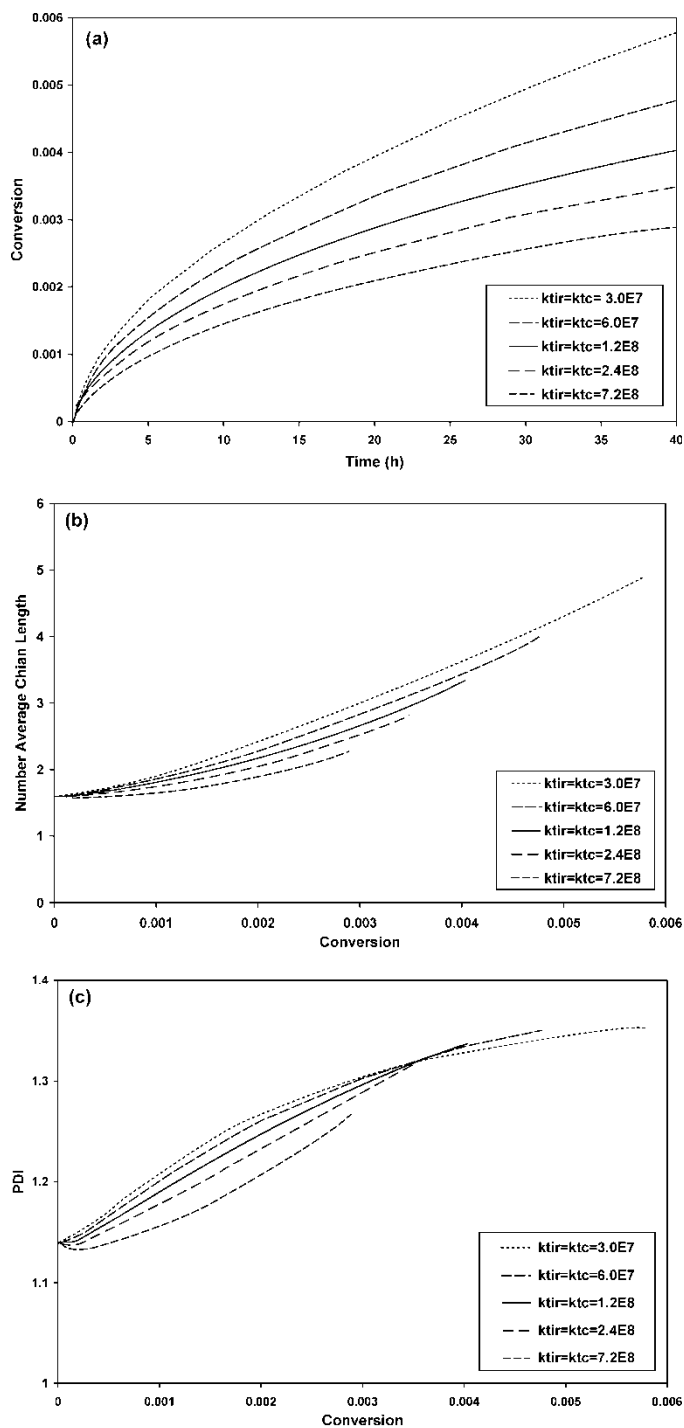 (a)
0.006
0.005
0.004
0.003
0.002
0.001
0
Conversion
0 5 10 15 20 25 30 35 40
Time (h)
ktir=ktc= 3.0E7
ktir=ktc=6.0E7
ktir=ktc=1.2E8
ktir=ktc=2.4E8
ktir=ktc=7.2E8
(b)
6
5
4
3
2
1
0
Number Average Chian Length
0 0.001 0.002 0.003 0.004 0.005 0.006
Conversion
ktir=ktc=3.0E7
ktir=ktc=6.0E7
ktir=ktc=1.2E8
ktir=ktc=2.4E8
ktir=ktc=7.2E8
(c)
1.4
1.3
1.2
1.1
1
PDI
0 0.001 0.002 0.003 0.004 0.005 0.006
Conversion
ktir=ktc=3.0E7
ktir=ktc=6.0E7
ktir=ktc=1.2E8
ktir=ktc=2.4E8
ktir=ktc=7.2E8